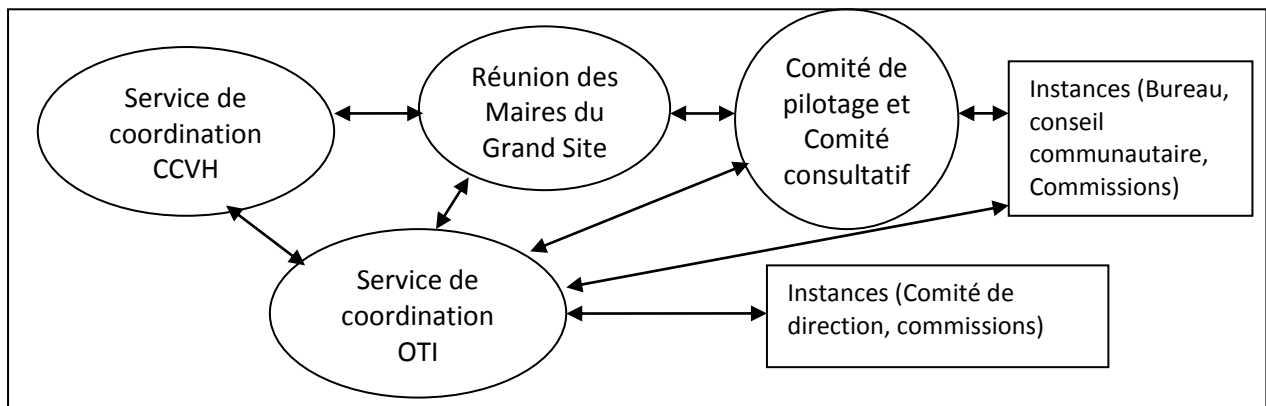 Service de
coordination
CCVH
Réunion des
Maires du
Grand Site
Comité de
pilotage et
Comité
consultatif
Instances (Bureau,
conseil
communautaire,
Commissions)
Service de
coordination
OTI
Instances (Comité de
direction, commissions)